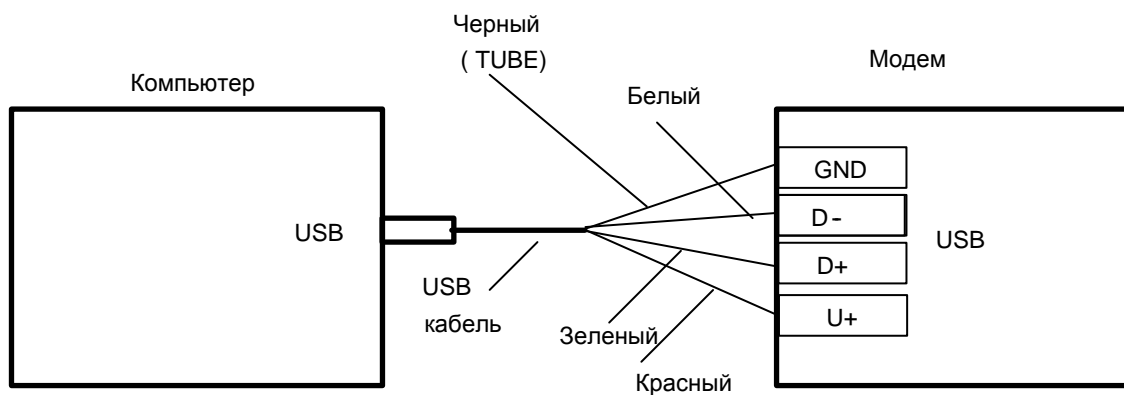 Черный
( TUBE)
Компьютер
Модем
Белый
GND
D-
USB
USB
D+
USB
кабель
U+
Зеленый
Красный